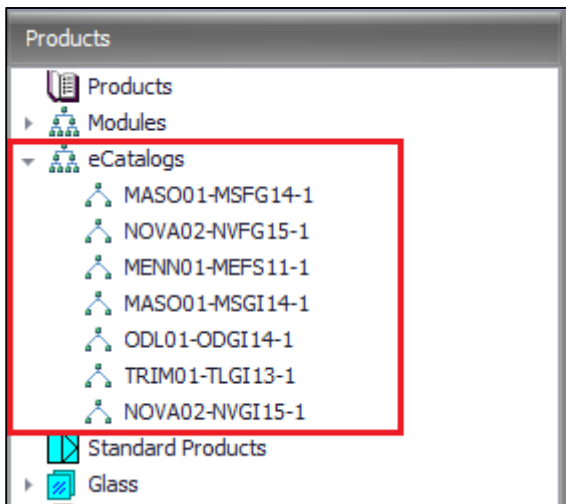 Products
Products
Modules
eCatalogs
MASO01-MSFG14-1
NOVA02-NVFG15-1
MENN01-MEFS11-1
MASO01-MSGI14-1
ODL01-ODGI14-1
TRIM01-TLGI13-1
NOVA02-NVGI15-1
Standard Products
Glass